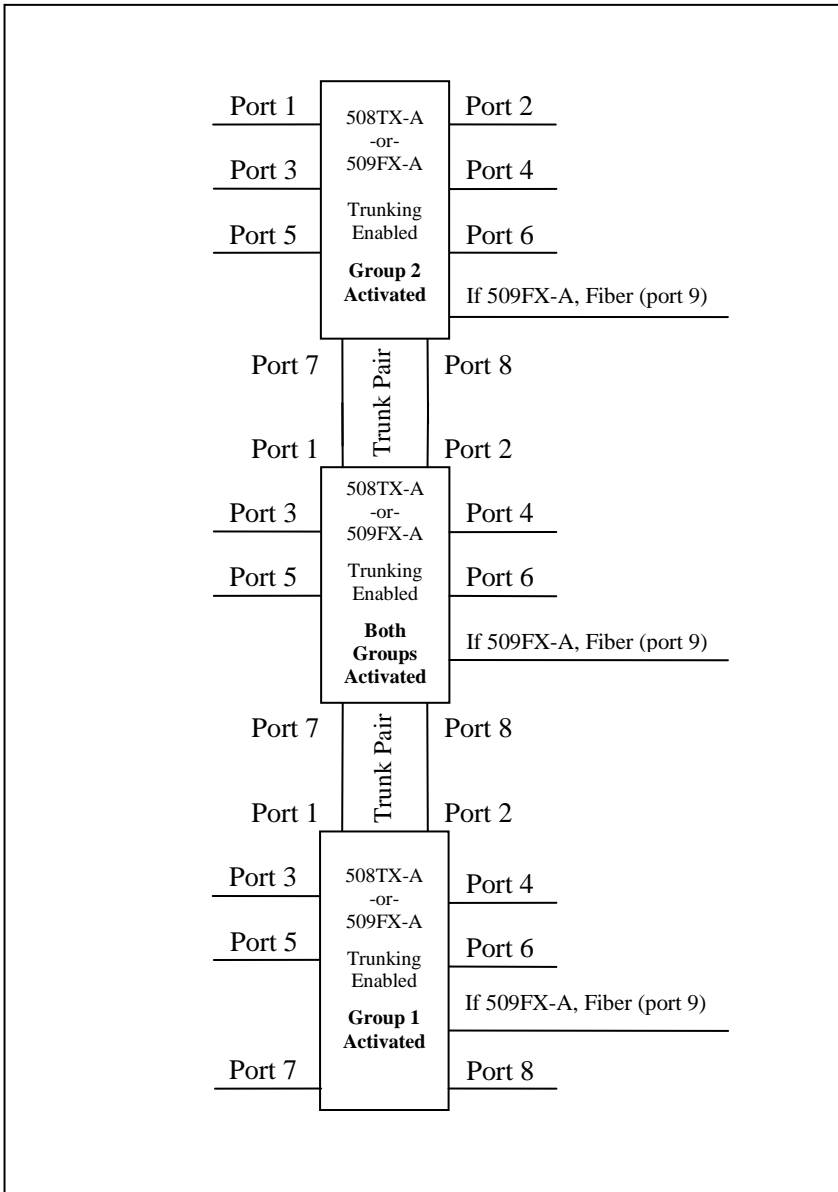 Port 1
508TX-A
-or-
509FX-A
Port 2
Port 3
Port 4
Trunking
Enabled
Port 5
Port 6
Group 2
Activated
If 509FX-A, Fiber (port 9)
Port 7
Trunk Pair
Port 8
Port 1
Port 2
508TX-A
-or-
509FX-A
Port 3
Port 4
Trunking
Enabled
Port 5
Port 6
Both
Groups
Activated
If 509FX-A, Fiber (port 9)
Port 7
Trunk Pair
Port 8
Port 1
Port 2
Port 3
508TX-A
-or-
509FX-A
Port 4
Port 5
Port 6
Trunking
Enabled
If 509FX-A, Fiber (port 9)
Group 1
Activated
Port 7
Port 8